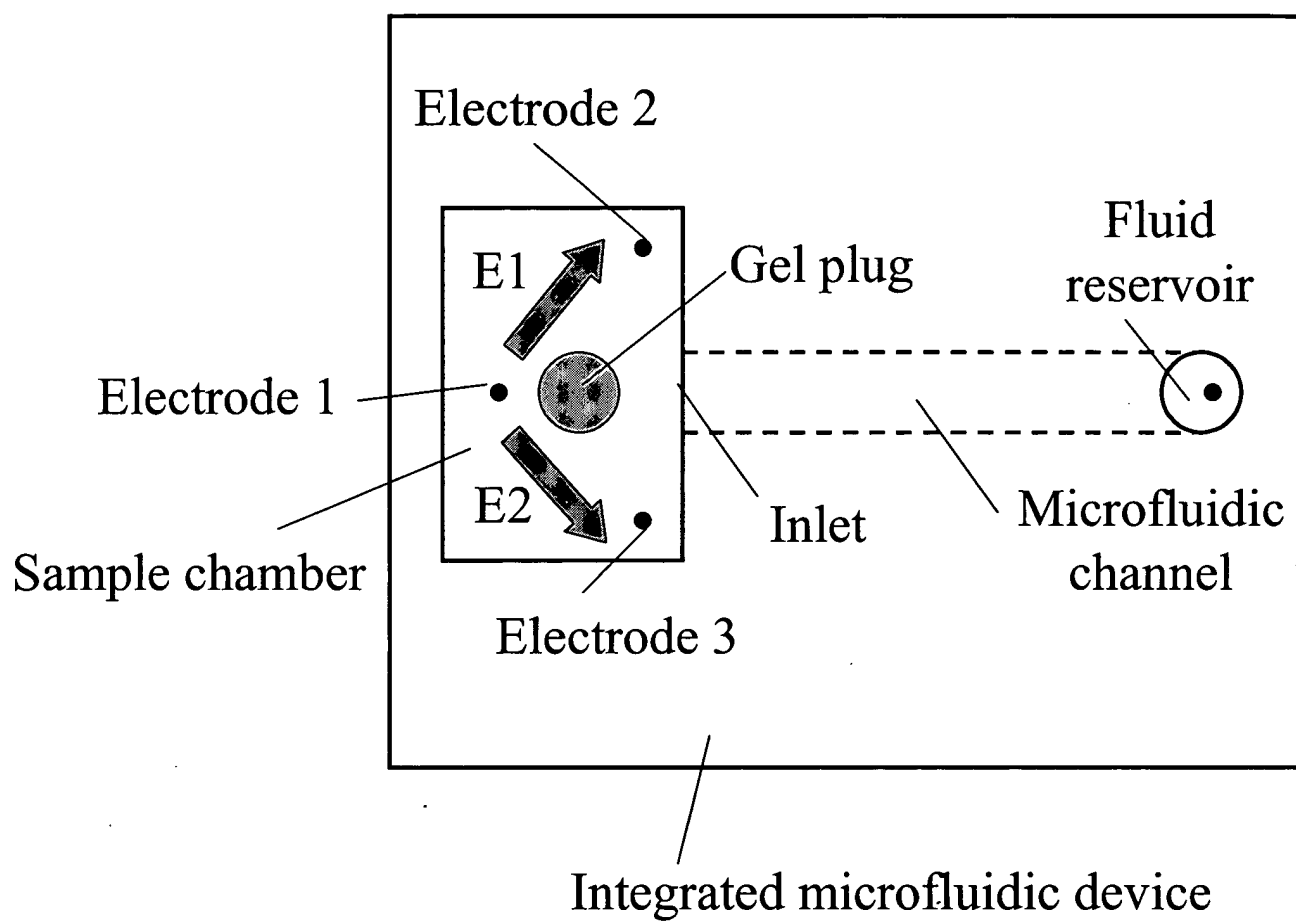 Electrode 2
Fluid
reservoir
E1
Gel plug
Electrode 1
E2
Inlet
Microfluidic
channel
Sample chamber
Electrode 3
Integrated microfluidic device